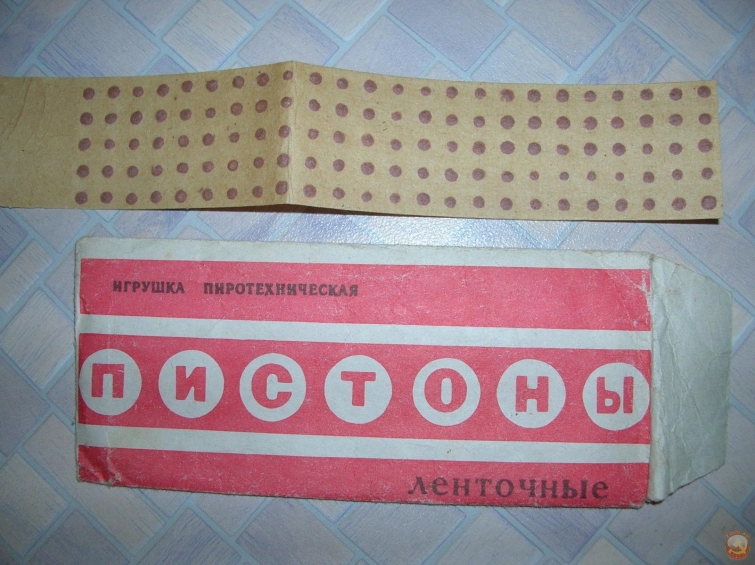 ИГРУШКА ПИРОТЕХНИЧЕСКАЯ
ПИСТОНЫ
ленточные